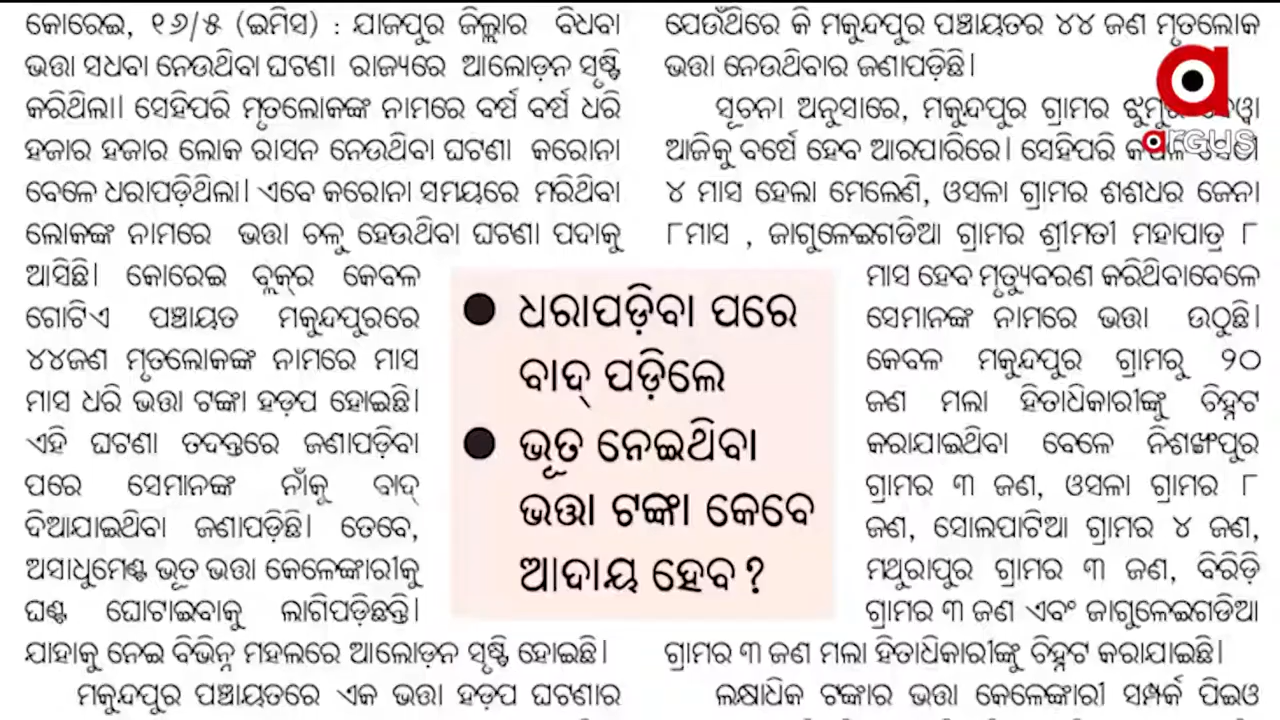 କୋରେଇ, ୧୬/୫ (ଇମିସ) : ଯାଜପୁର ଜିଲ୍ଲାର ବିଧବା
ଭତ୍ତା ସଧବା ନେଉଥିବା ଘଟଣା ରାଜ୍ୟରେ ଆଲୋଡ଼ନ ସୃଷ୍ଟି
କରିଥିଲା। ସେହିପରି ମୃତଲୋକଙ୍କ ନାମରେ ବର୍ଷ ବର୍ଷ ଧରି
ହଜାର ହଜାର ଲୋକ ରାସନ ନେଉଥିବା ଘଟଣା କରୋନା
ବେଳେ ଧରାପଡ଼ିଥିଲା। ଏବେ କରୋନା ସମୟରେ ମରିଥିବା
ଲୋକଙ୍କ ନାମରେ ଭତ୍ତା ଚଳୁ ହେଉଥିବା ଘଟଣା ପଦାକୁ
ଆସିଛି। କୋରେଇ ବ୍ଲକ୍‌ର କେବଳ
ଗୋଟିଏ ପଞ୍ଚାୟତ ମକୁନ୍ଦପୁରରେ
୪୪ଜଣ ମୃତଲୋକଙ୍କ ନାମରେ ମାସ
ମାସ ଧରି ଭତ୍ତା ଟଙ୍କା ହଡ଼ପ ହୋଇଛି।
ଏହି ଘଟଣା ତଦନ୍ତରେ ଜଣାପଡ଼ିବା
ପରେ ସେମାନଙ୍କ ନାଁକୁ ବାଦ୍
ଦିଆଯାଇଥିବା ଜଣାପଡ଼ିଛି। ତେବେ,
ଅସାଧୁମେଣ୍ଟ ଭୂତ ଭତ୍ତା କେଳେଙ୍କାରୀକୁ
ଘଣ୍ଟ ଘୋଟାଇବାକୁ ଲାଗିପଡ଼ିଛନ୍ତି।
ଯାହାକୁ ନେଇ ବିଭିନ୍ନ ମହଲରେ ଆଲୋଡ଼ନ ସୃଷ୍ଟି ହୋଇଛି।
ମକୁନ୍ଦପୁର ପଞ୍ଚାୟତରେ ଏକ ଭତ୍ତା ହଡ଼ପ ଘଟଣାର
● ଧରାପଡ଼ିବା ପରେ
ବାଦ୍ ପଡ଼ିଲେ
● ଭୂତ ନେଇଥିବା
ଭତ୍ତା ଟଙ୍କା କେବେ
ଆଦାୟ ହେବ ?
ଯେଉଁଥିରେ କି ମକୁନ୍ଦପୁର ପଞ୍ଚାୟତର ୪୪ ଜଣ ମୃତଲୋକ
ଭତ୍ତା ନେଉଥିବାର ଜଣାପଡ଼ିଛି।
ସୂଚନା ଅନୁସାରେ, ମକୁନ୍ଦପୁର ଗ୍ରାମର
ଆଜିକୁ ବର୍ଷେ ହେବ ଆରପାରିରେ। ସେହିପରି
୪ ମାସ ହେଲା ମେଲେଣି, ଓସଳା ଗ୍ରାମର ଶଶଧର ଜେନା
୮ମାସ , ଜାଗୁଳେଇଗଡିଆ ଗ୍ରାମର ଶ୍ରୀମତୀ ମହାପାତ୍ର ୮
ମାସ ହେବ ମୃତ୍ୟୁବରଣ କରିଥିବାବେଳେ
ସେମାନଙ୍କ ନାମରେ ଭତ୍ତା ଉଠୁଛି।
କେବଳ ମକୁନ୍ଦପୁର ଗ୍ରାମରୁ ୨୦
ଜଣ ମଲା ହିତାଧିକାରୀଙ୍କୁ ଚିହ୍ନଟ
କରାଯାଇଥିବା ବେଳେ ନିଶଙ୍ଖପୁର
ଗ୍ରାମର ୩ ଜଣ, ଓସଳା ଗ୍ରାମର ୮
ଜଣ, ସୋଲପାଟିଆ ଗ୍ରାମର ୪ ଜଣ,
ମଥୁରାପୁର ଗ୍ରାମର ୩ ଜଣ, ବିରିଡ଼ି
ଗ୍ରାମର ୩ ଜଣ ଏବଂ ଜାଗୁଳେଇଗଡିଆ
ଗ୍ରାମର ୩ ଜଣ ମଲା ହିତାଧିକାରୀଙ୍କୁ ଚିହ୍ନଟ କରାଯାଇଛି।
ଲକ୍ଷାଧିକ ଟଙ୍କାର ଭତ୍ତା କେଳେଙ୍କାରୀ ସମ୍ପର୍କ ପିଇଓ
argus